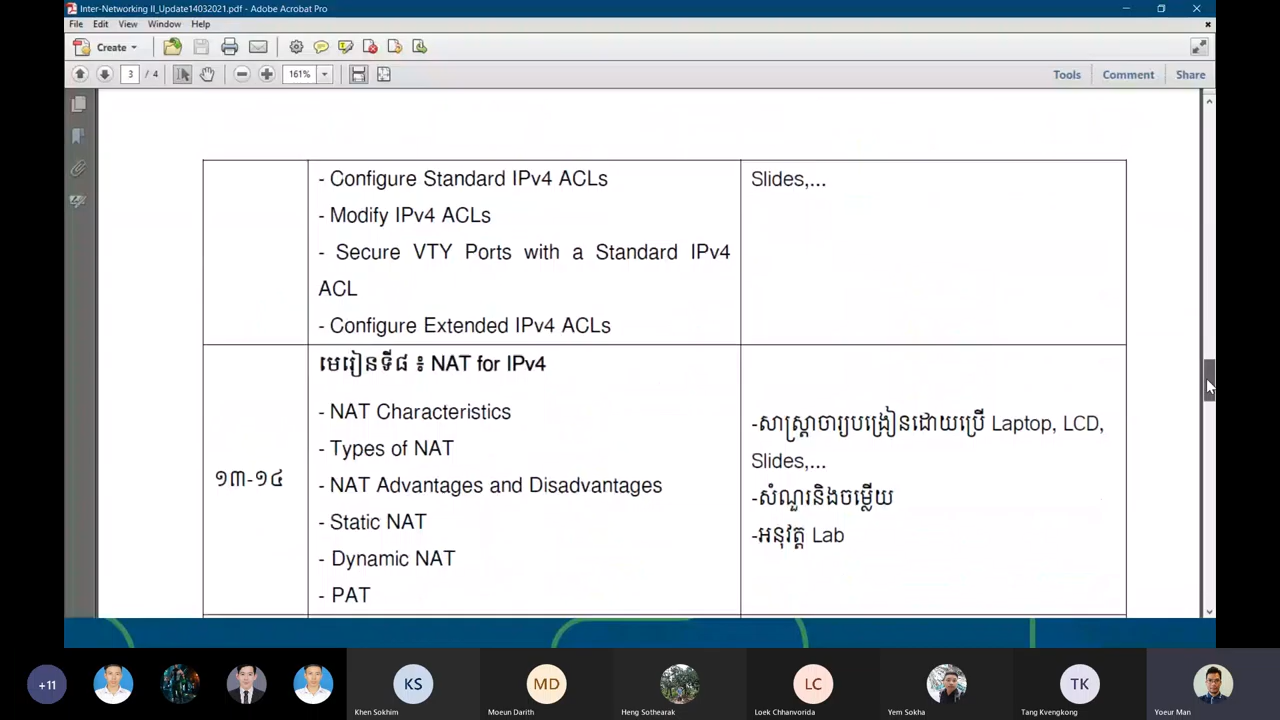 Inter-Networking II_Update14032021.pdf - Adobe Acrobat Pro
File Edit View Window Help
Create
3 / 4 161% Tools Comment Share
- Configure Standard IPv4 ACLs
- Modify IPv4 ACLs
- Secure VTY Ports with a Standard IPv4
ACL
- Configure Extended IPv4 ACLs
Slides,...
១៣-១៤
មេរៀនទី៨ ៖ NAT for IPv4
- NAT Characteristics
- Types of NAT
- NAT Advantages and Disadvantages
- Static NAT
- Dynamic NAT
- PAT
-សាស្ត្រាចារ្យបង្រៀនដោយប្រើ Laptop, LCD,
Slides,...
-សំណួរនិងចម្លើយ
-អនុវត្ត Lab
+11
KS
Khen Sokhim
MD
Moeun Darith
Heng Sothearak
LC
Loek Chhanvorida
Yem Sokha
TK
Tang Kvengkong
Yoeur Man